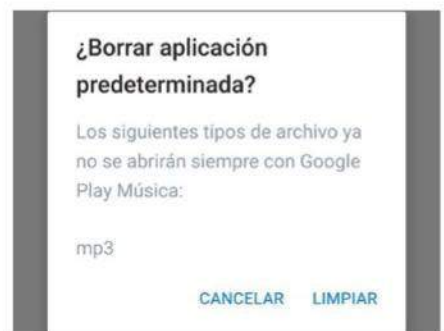 ¿Borrar aplicación
predeterminada?
Los siguientes tipos de archivo ya
no se abrirán siempre con Google
Play Música:
mp3
CANCELAR LIMPIAR